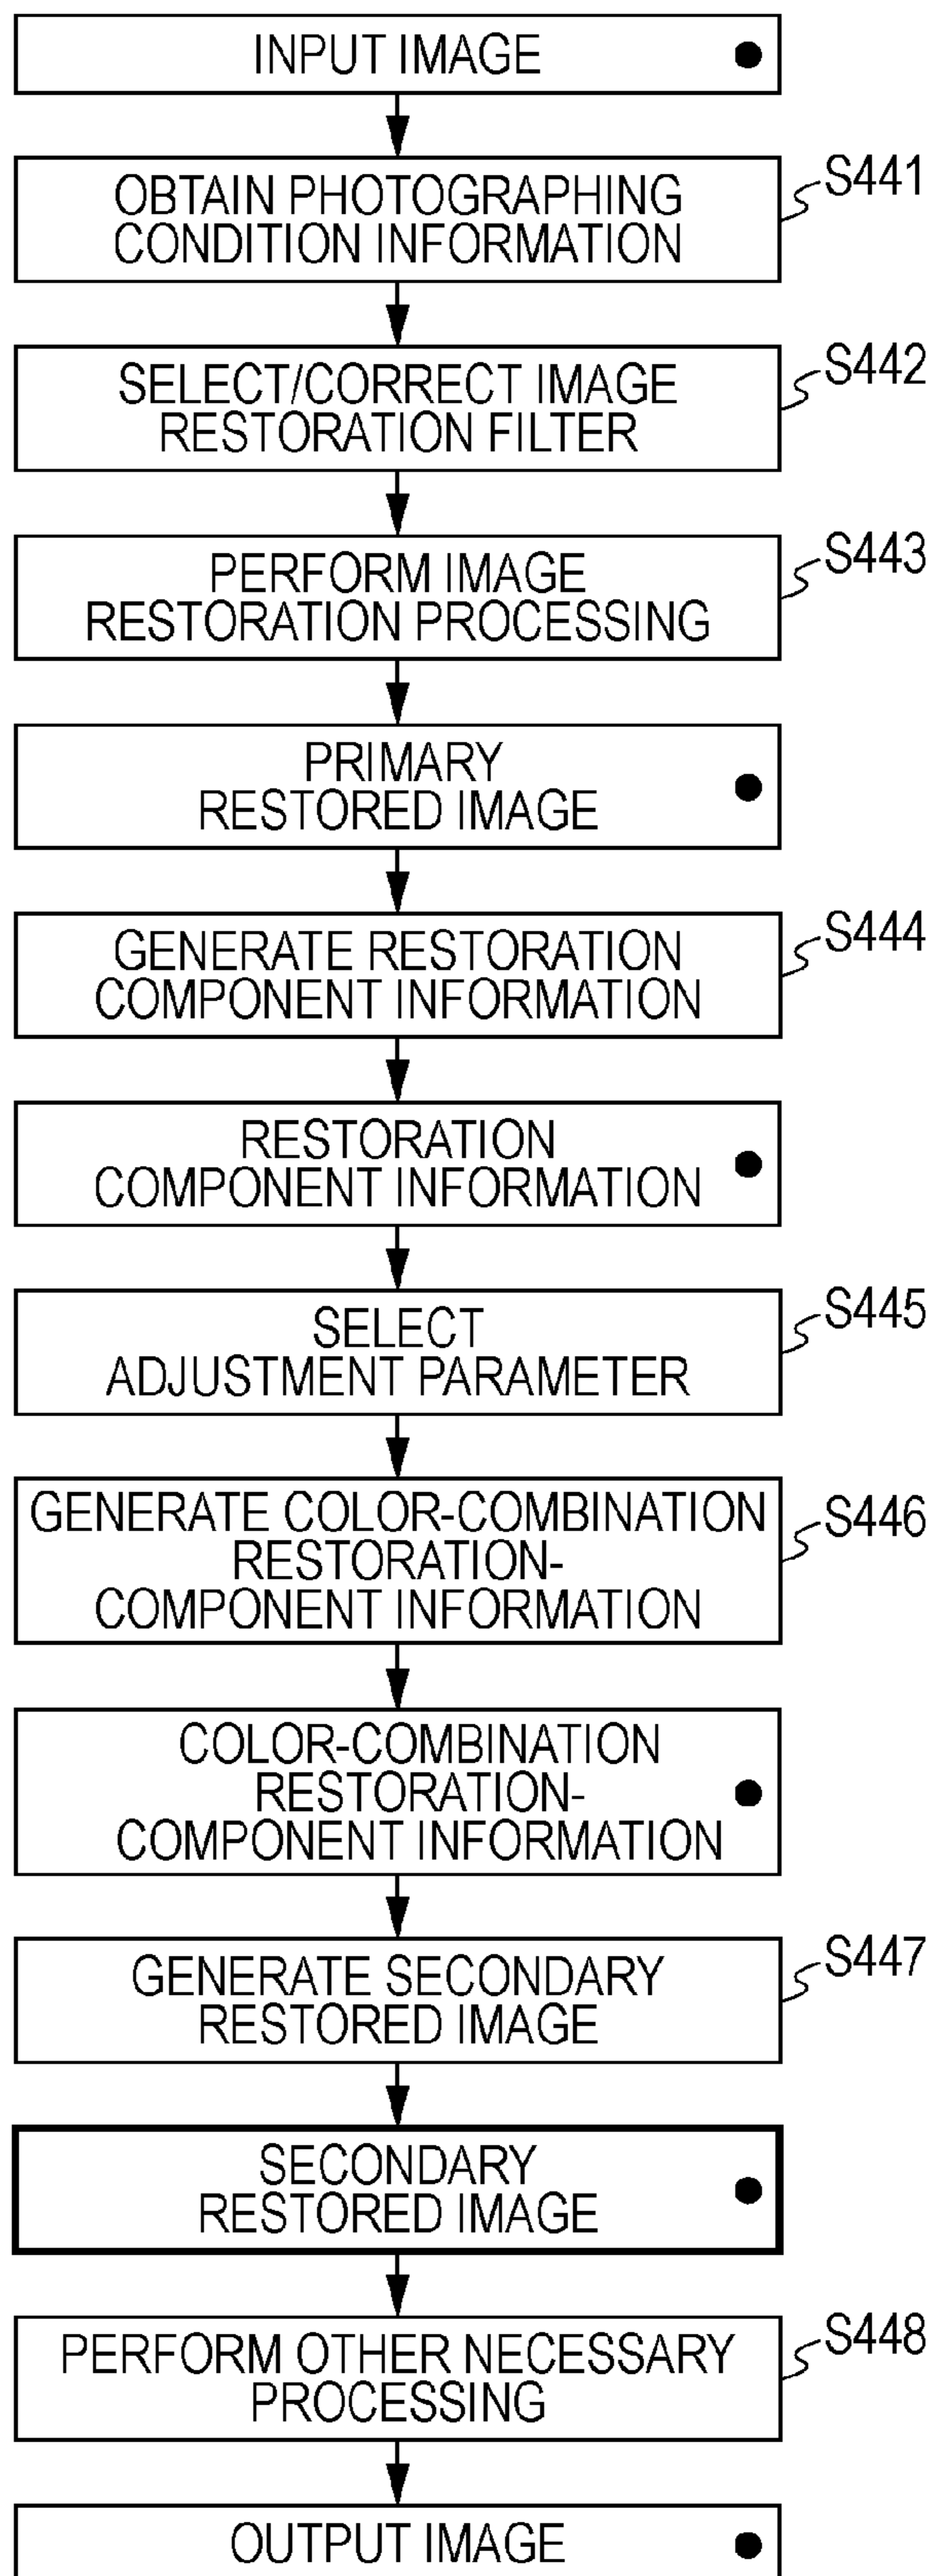 INPUT IMAGE
OBTAIN PHOTOGRAPHING
CONDITION INFORMATION
S441
SELECT/CORRECT IMAGE
RESTORATION FILTER
S442
PERFORM IMAGE
RESTORATION PROCESSING
S443
PRIMARY
RESTORED IMAGE
GENERATE RESTORATION
COMPONENT INFORMATION
S444
RESTORATION
COMPONENT INFORMATION
SELECT
ADJUSTMENT PARAMETER
S445
GENERATE COLOR-COMBINATION
RESTORATION-
COMPONENT INFORMATION
S446
COLOR-COMBINATION
RESTORATION-
COMPONENT INFORMATION
GENERATE SECONDARY
RESTORED IMAGE
S447
SECONDARY
RESTORED IMAGE
PERFORM OTHER NECESSARY
PROCESSING
S448
OUTPUT IMAGE